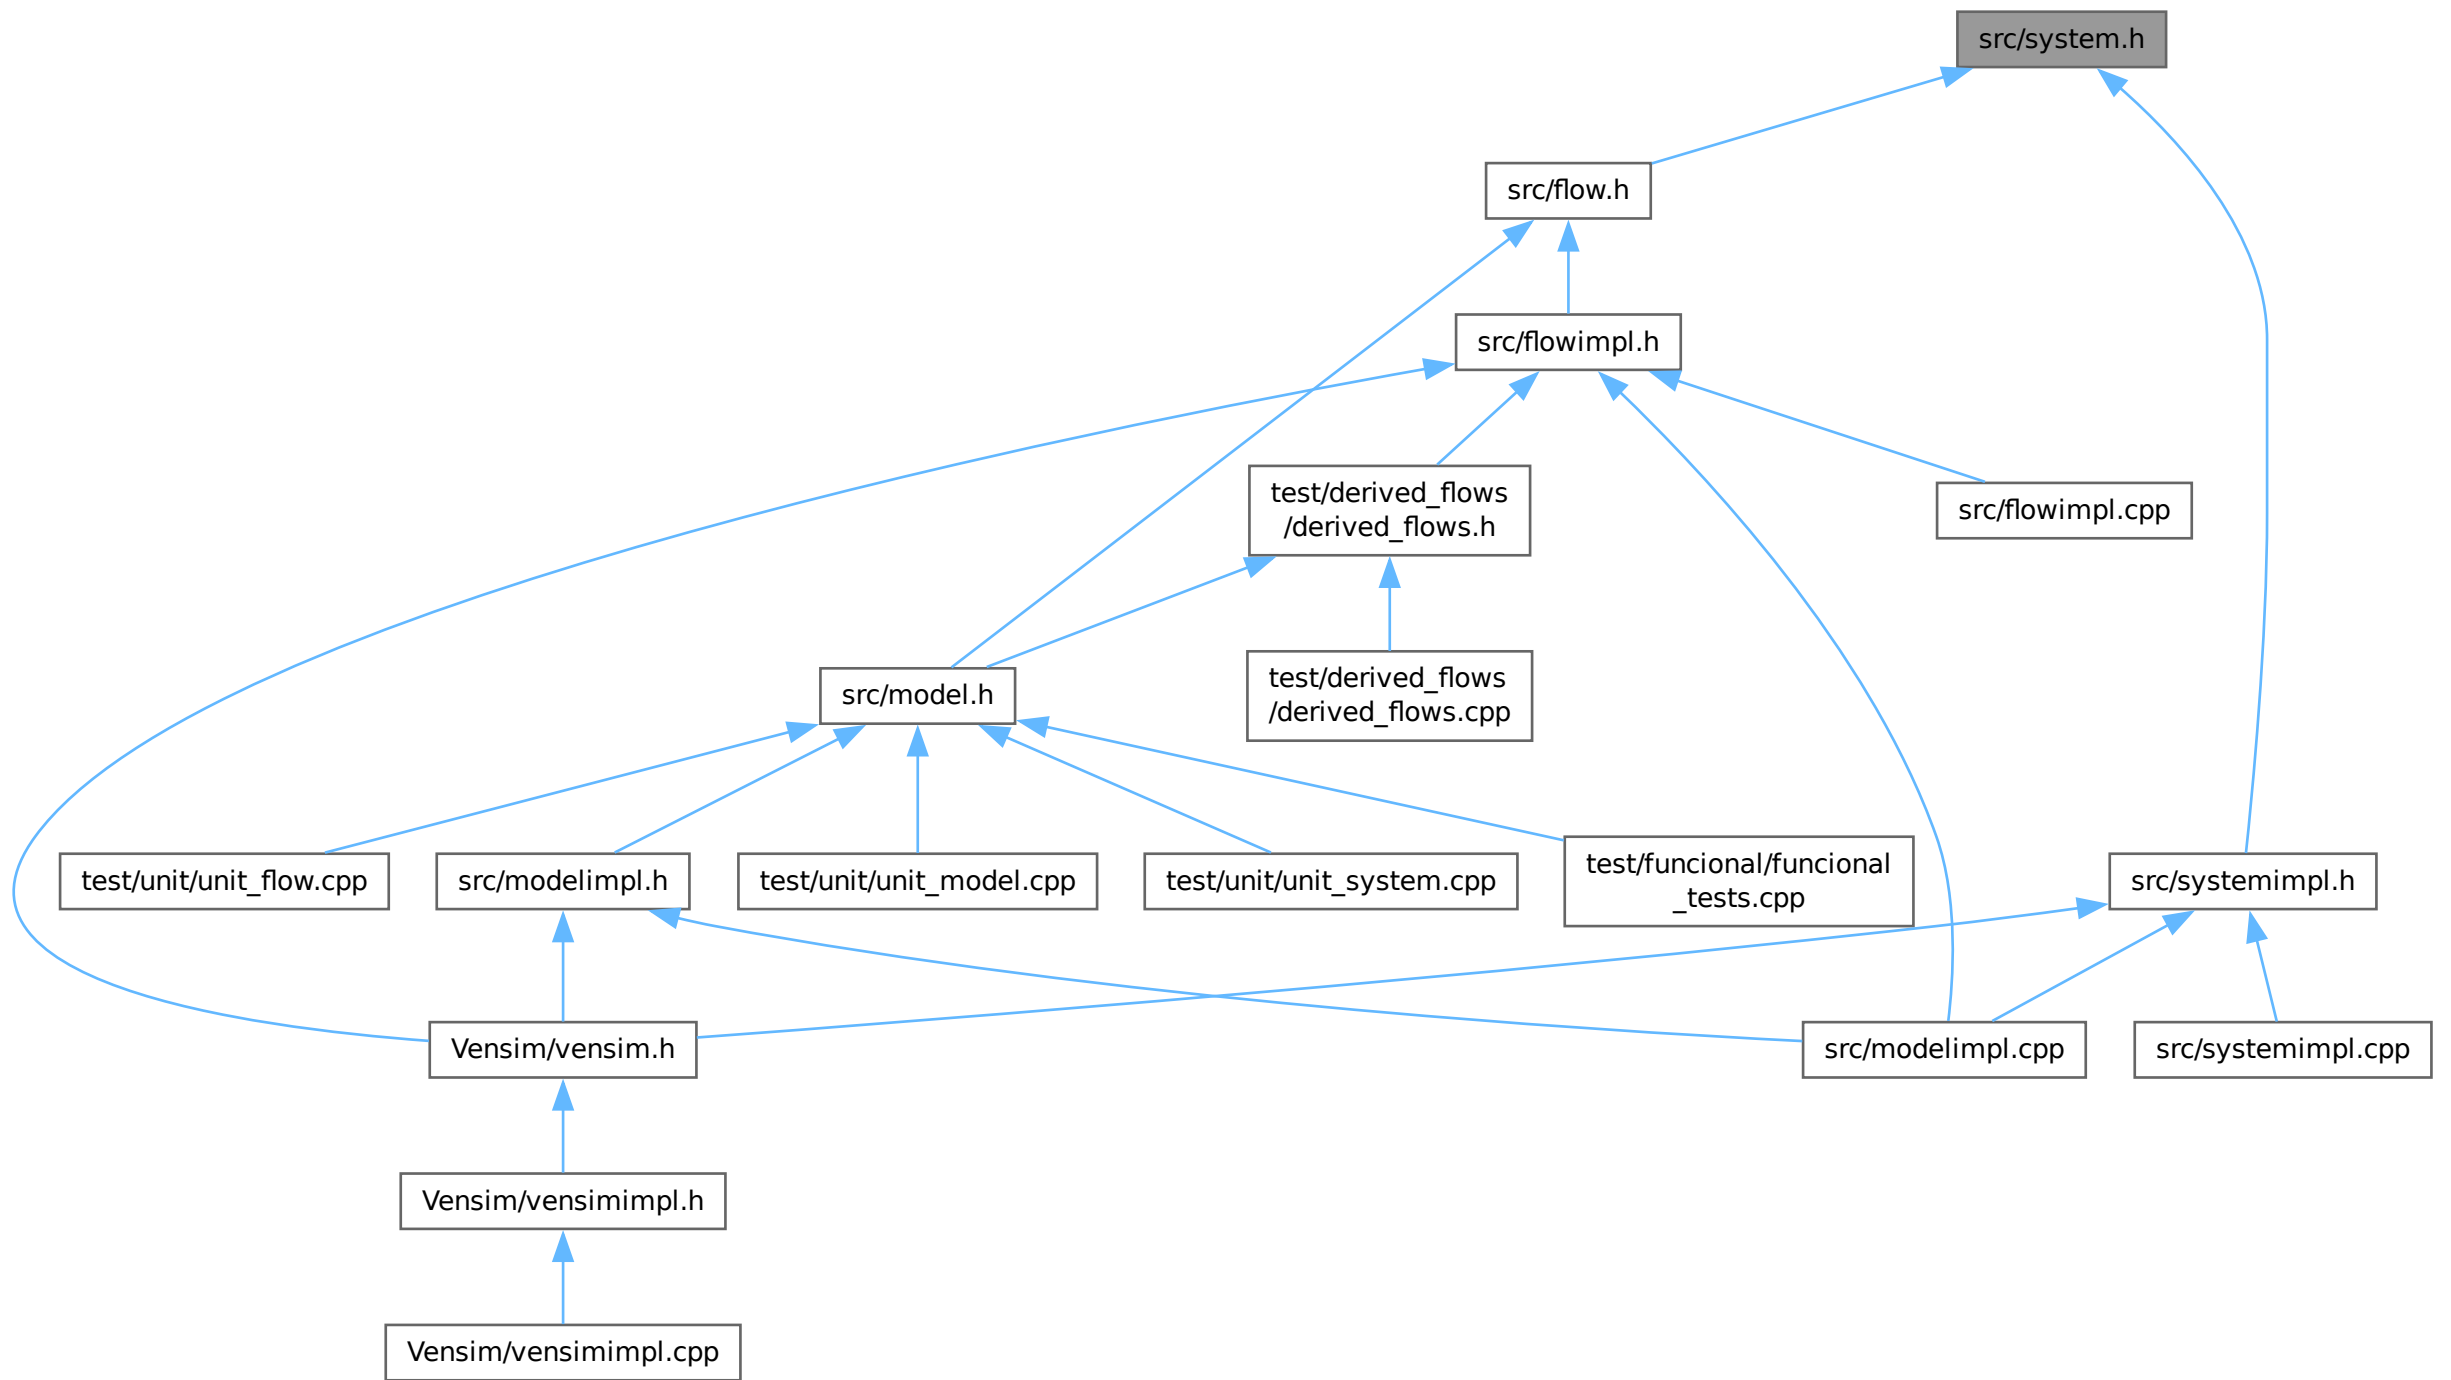 src/system.h
src/flow.h
src/flowimpl.h
test/derived_flows
/derived_flows.h
src/flowimpl.cpp
test/derived_flows
/derived_flows.cpp
src/model.h
test/unit/unit_flow.cpp
src/modelimpl.h
test/unit/unit_model.cpp
test/unit/unit_system.cpp
test/funcional/funcional
_tests.cpp
src/systemimpl.h
Vensim/vensim.h
src/modelimpl.cpp
src/systemimpl.cpp
Vensim/vensimimpl.h
Vensim/vensimimpl.cpp